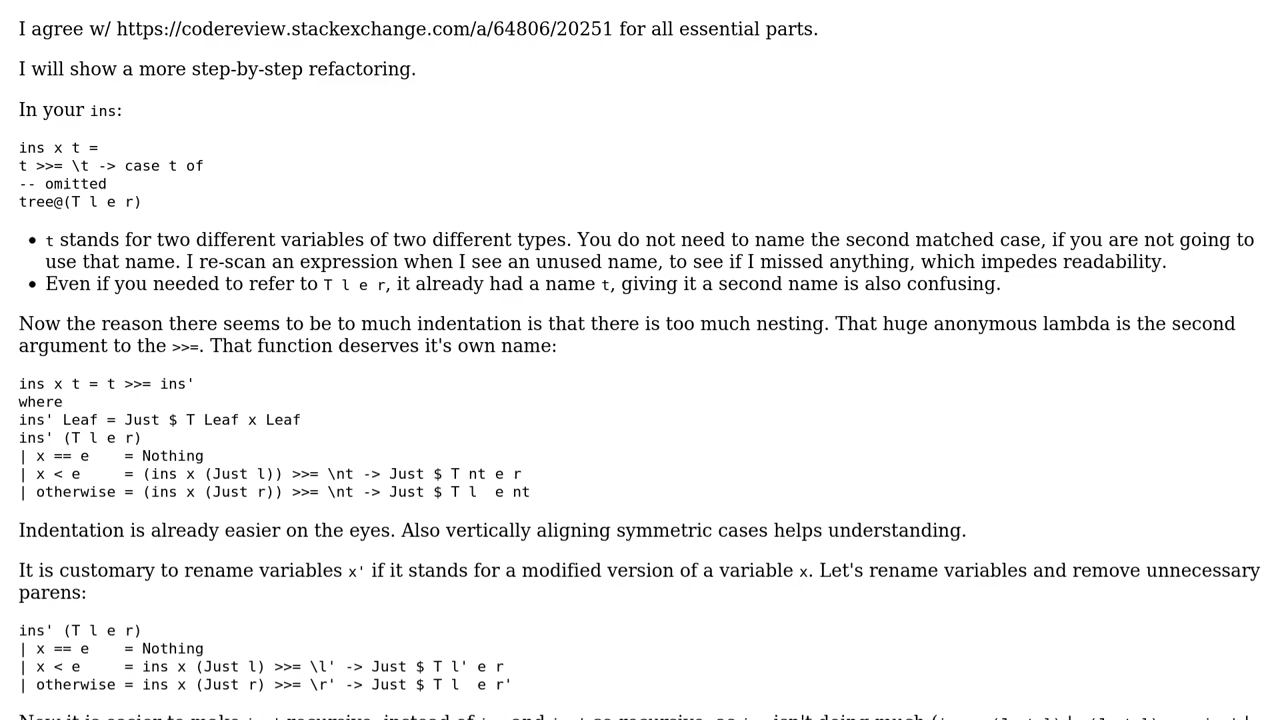 I agree w/ https://codereview.stackexchange.com/a/64806/20251 for all essential parts.
I will show a more step-by-step refactoring.
In your ins:
ins x t =
t >>= \t -> case t of
-- omitted
tree@(T l e r)
• t stands for two different variables of two different types. You do not need to name the second matched case, if you are not going to
use that name. I re-scan an expression when I see an unused name, to see if I missed anything, which impedes readability.
• Even if you needed to refer to T l e r, it already had a name t, giving it a second name is also confusing.
Now the reason there seems to be to much indentation is that there is too much nesting. That huge anonymous lambda is the second
argument to the >>=. That function deserves it's own name:
ins x t = t >>= ins'
where
ins' Leaf = Just $ T Leaf x Leaf
ins' (T l e r)
| x == e    = Nothing
| x < e     = (ins x (Just l)) >>= \nt -> Just $ T nt e r
| otherwise = (ins x (Just r)) >>= \nt -> Just $ T l  e nt
Indentation is already easier on the eyes. Also vertically aligning symmetric cases helps understanding.
It is customary to rename variables x' if it stands for a modified version of a variable x. Let's rename variables and remove unnecessary
parens:
ins' (T l e r)
| x == e    = Nothing
| x < e     = ins x (Just l) >>= \l' -> Just $ T l' e r
| otherwise = ins x (Just r) >>= \r' -> Just $ T l  e r'